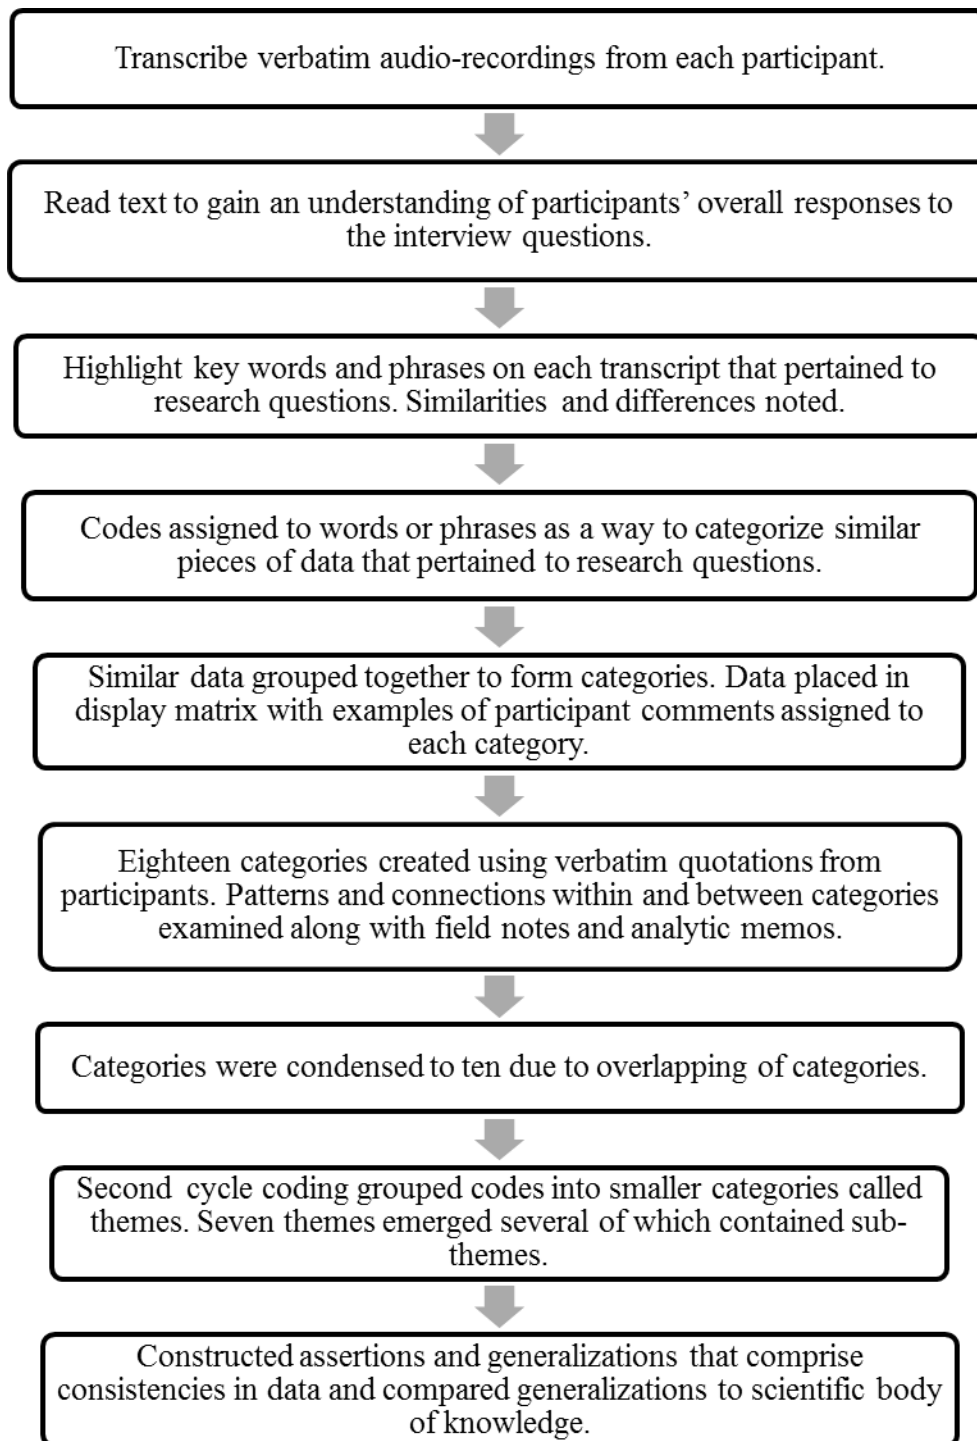 Transcribe verbatim audio-recordings from each participant.
Read text to gain an understanding of participants’ overall responses to
the interview questions.
Highlight key words and phrases on each transcript that pertained to
research questions. Similarities and differences noted.
Codes assigned to words or phrases as a way to categorize similar
pieces of data that pertained to research questions.
Similar data grouped together to form categories. Data placed in
display matrix with examples of participant comments assigned to
each category.
Eighteen categories created using verbatim quotations from
participants. Patterns and connections within and between categories
examined along with field notes and analytic memos.
Categories were condensed to ten due to overlapping of categories.
Second cycle coding grouped codes into smaller categories called
themes. Seven themes emerged several of which contained sub-
themes.
Constructed assertions and generalizations that comprise
consistencies in data and compared generalizations to scientific body
of knowledge.